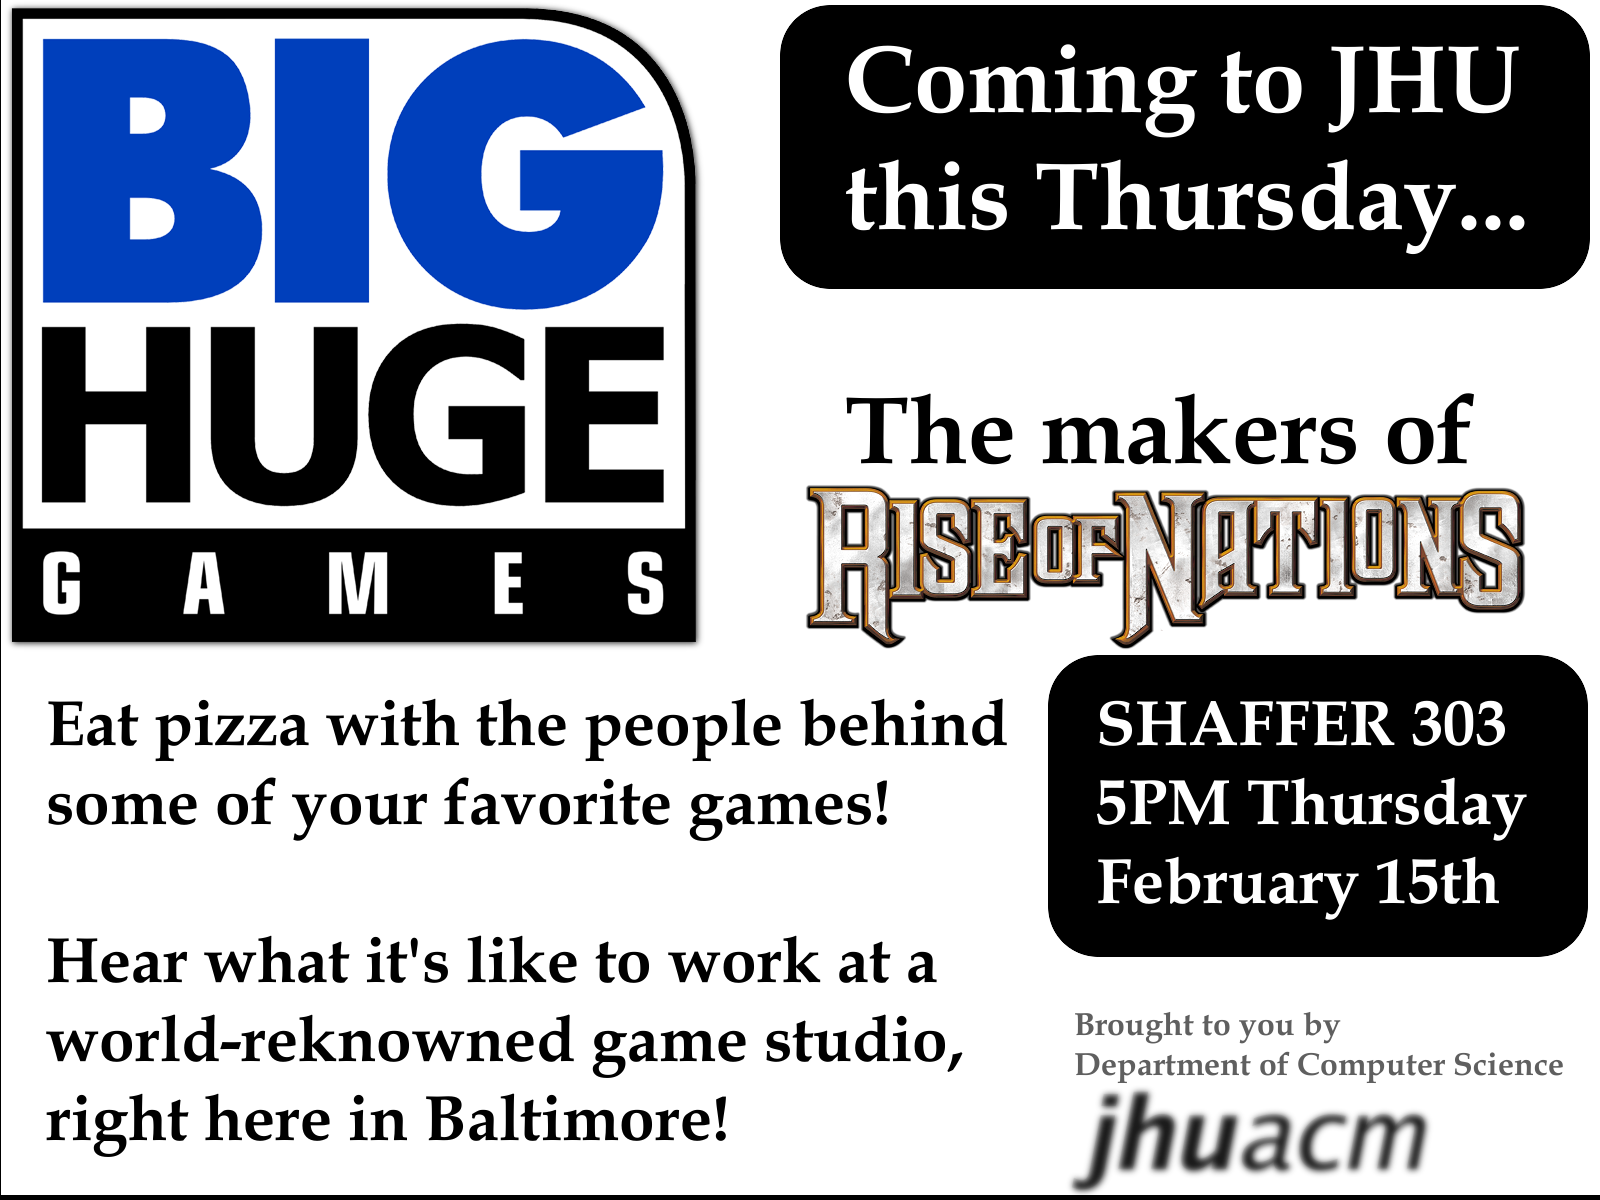 BIG
HUGE
GAMES
Coming to JHU
this Thursday...
The makers of
RISE OF NATIONS
Eat pizza with the people behind
some of your favorite games!
Hear what it's like to work at a
world-reknowned game studio,
right here in Baltimore!
SHAFFER 303
5PM Thursday
February 15th
Brought to you by
Department of Computer Science
jhuacm